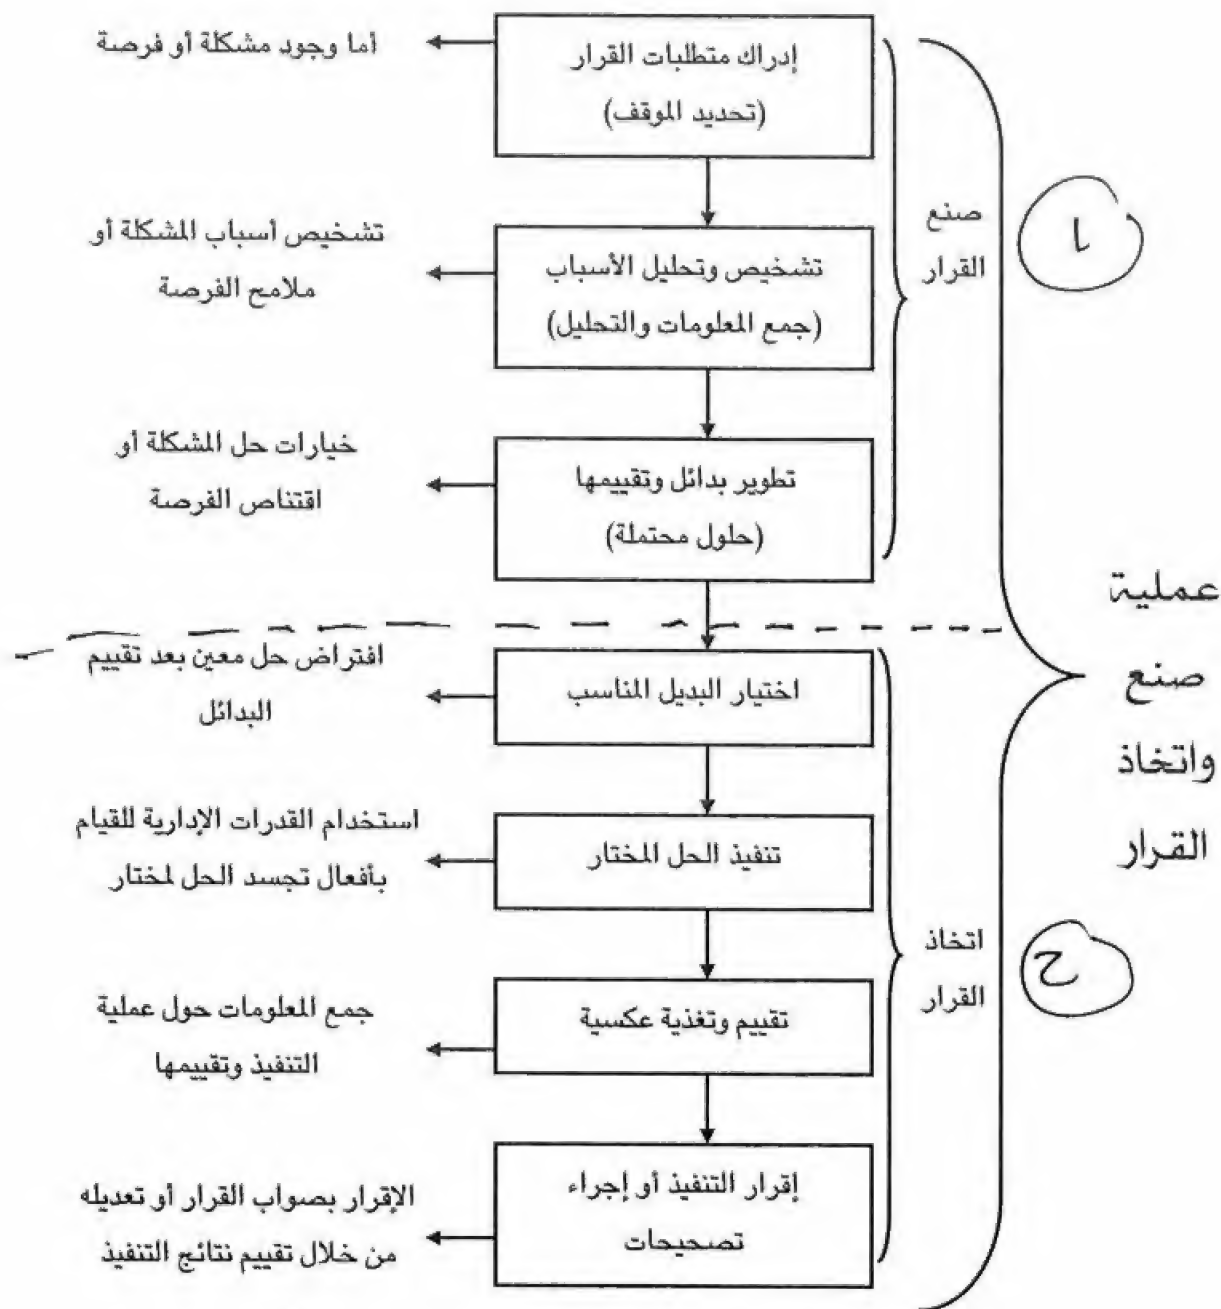 إدراك متطلبات القرار
(تحديد الموقف)
أما وجود مشكلة أو فرصة
تشخيص وتحليل الأسباب
(جمع المعلومات والتحليل)
تشخيص أسباب المشكلة أو
ملامح الفرصة
تطوير بدائل وتقييمها
(حلول محتملة)
خيارات حل المشكلة أو
اقتناص الفرصة
صنع
القرار
اختيار البديل المناسب
افتراض حل معين بعد تقييم
البدائل
تنفيذ الحل المختار
استخدام القدرات الإدارية للقيام
بأفعال تجسد الحل لمختار
تقييم وتغذية عكسية
جمع المعلومات حول عملية
التنفيذ وتقييمها
إقرار التنفيذ أو إجراء
تصحيحات
الإقرار بصواب القرار أو تعديله
من خلال تقييم نتائج التنفيذ
اتخاذ
القرار
عملية
صنع
واتخاذ
القرار